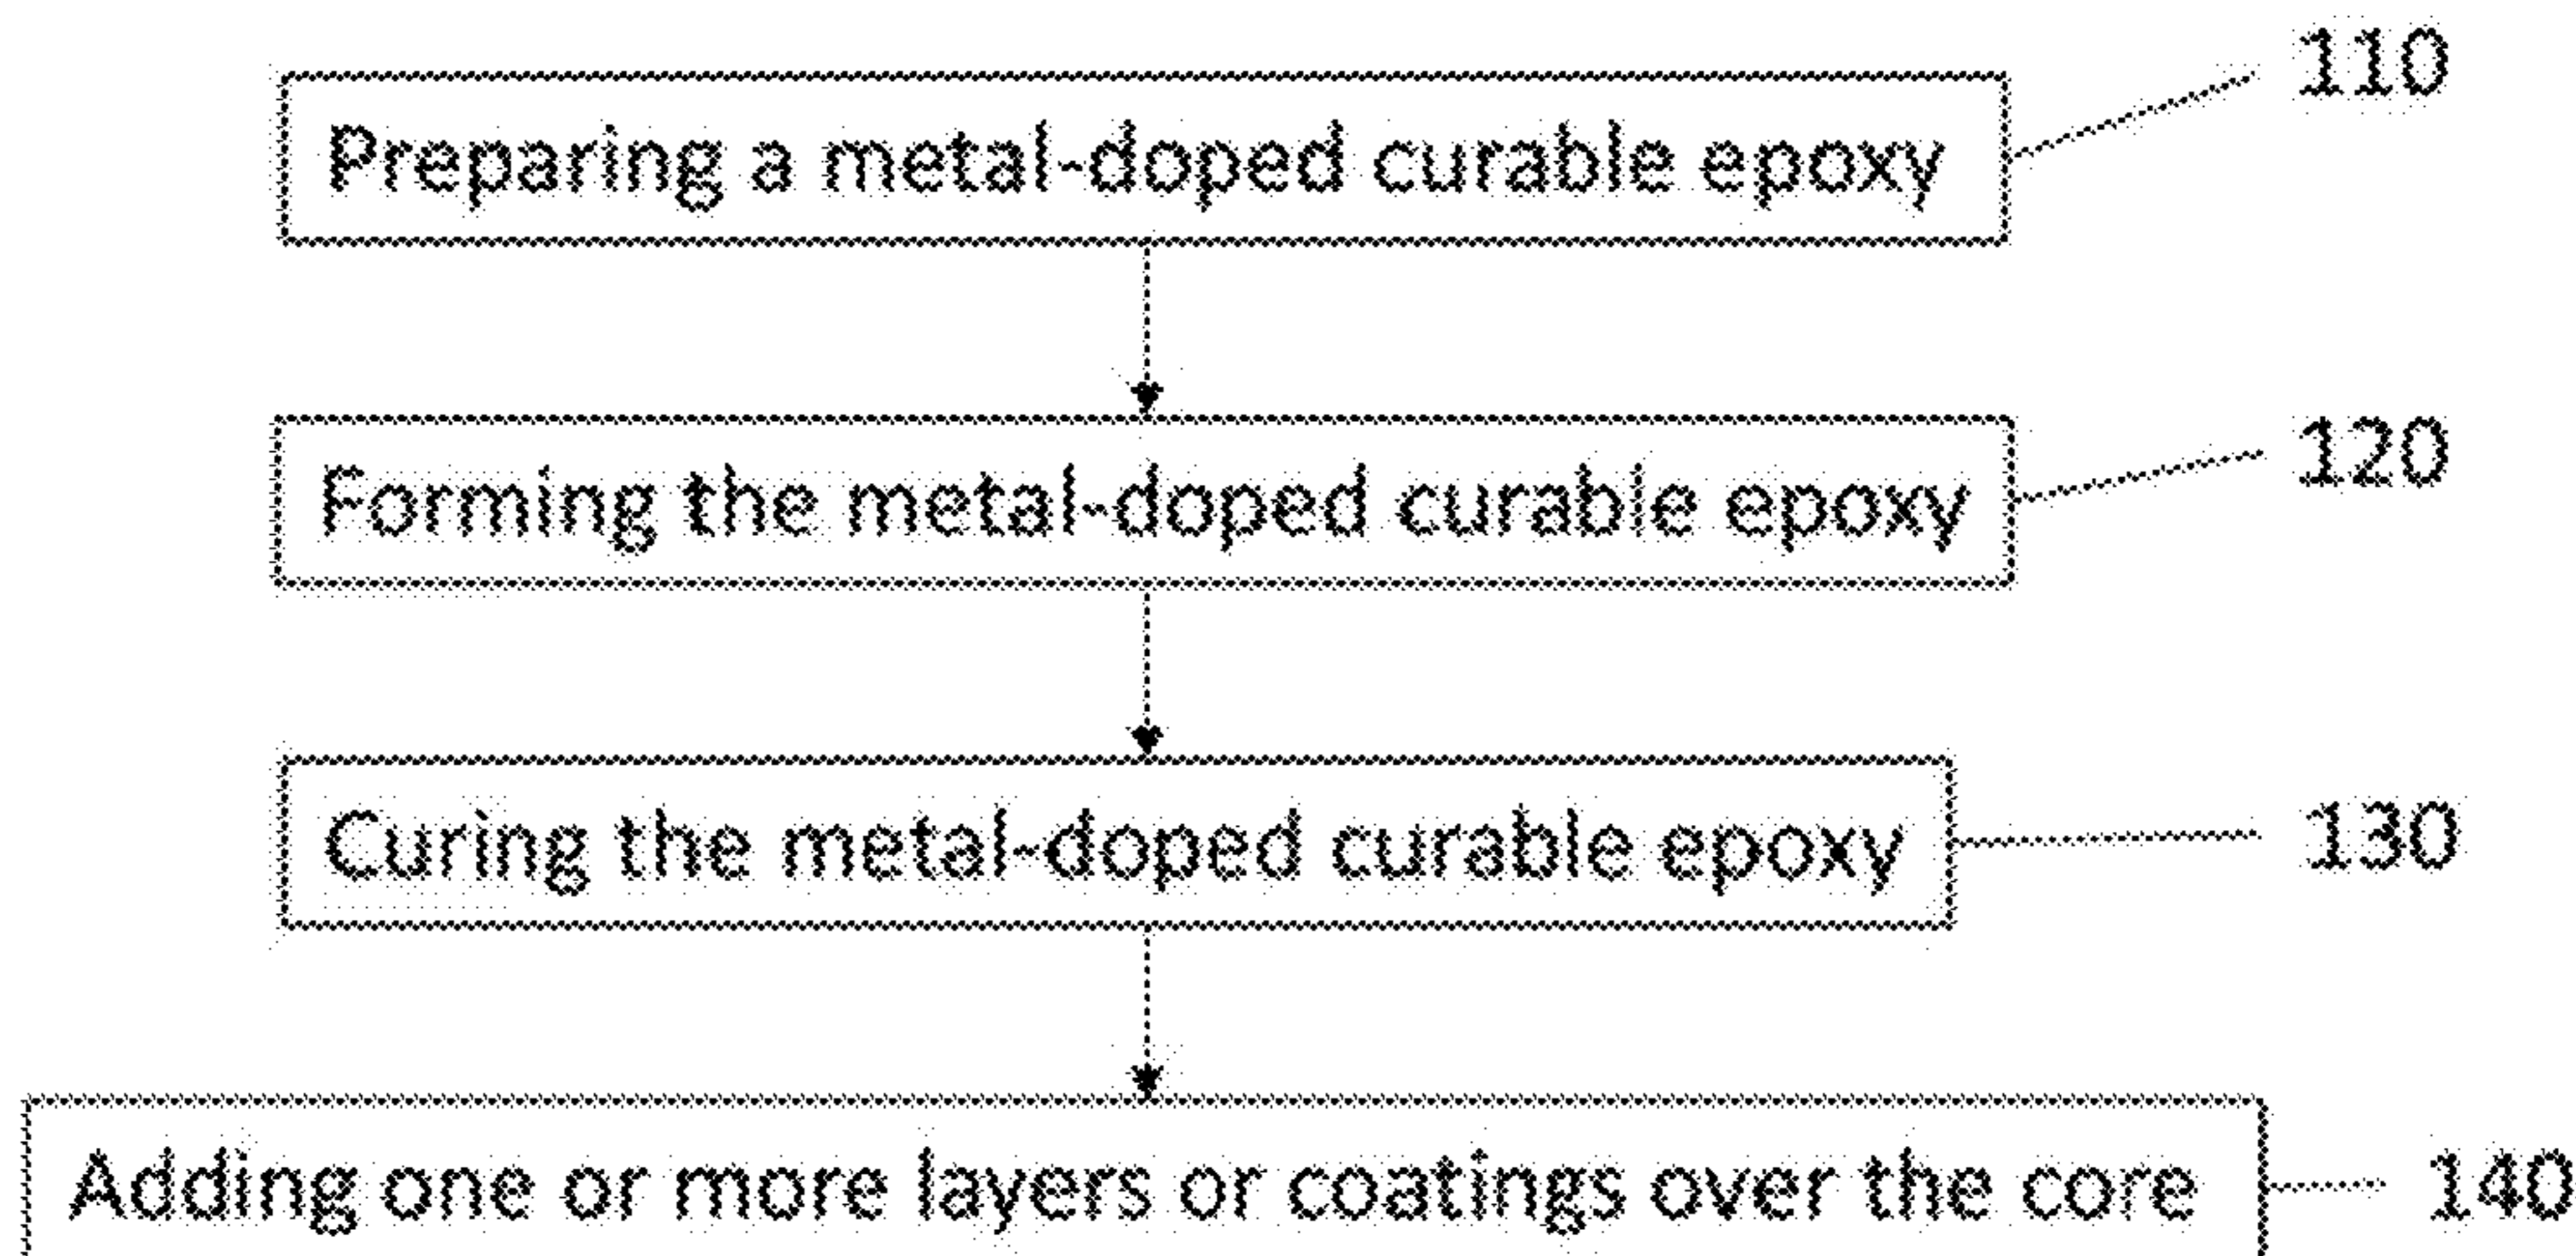 110
Preparing a metal-doped curable epoxy
120
Forming the metal-doped curable epoxy
130
Curing the metal-doped curable epoxy
Adding one or more layers or coatings over the core
140